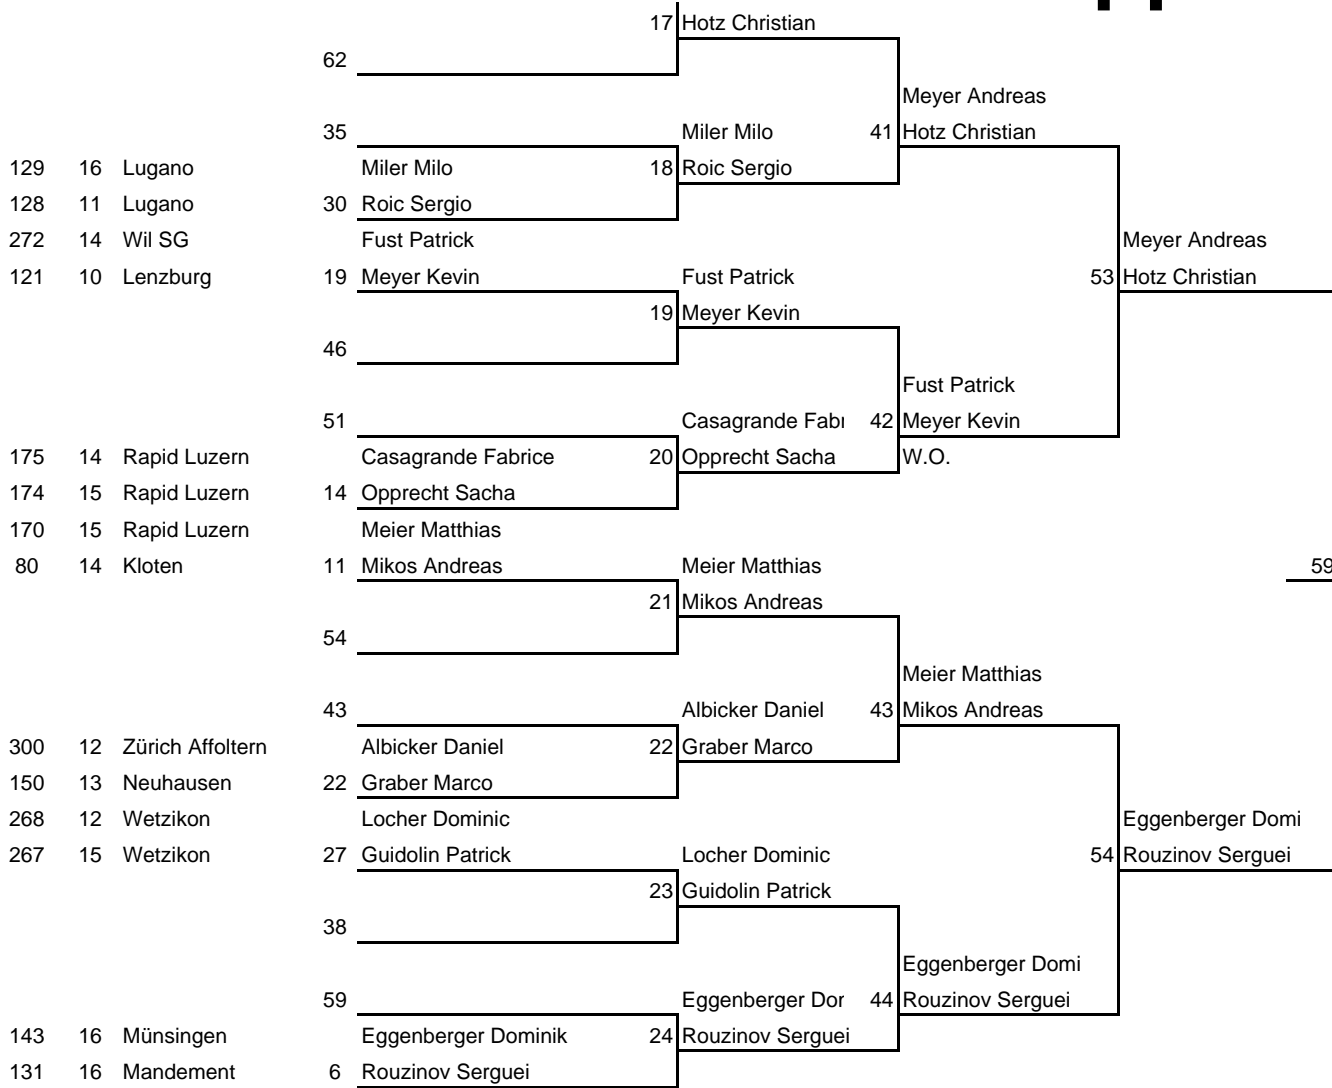 17 Hotz Christian
62
Meyer Andreas
35 Miler Milo 41 Hotz Christian
129 16 Lugano Miler Milo 18 Roic Sergio
128 11 Lugano 30 Roic Sergio
272 14 Wil SG Fust Patrick Meyer Andreas
121 10 Lenzburg 19 Meyer Kevin Fust Patrick 53 Hotz Christian
19 Meyer Kevin
46
Fust Patrick
51 Casagrande Fabr 42 Meyer Kevin
175 14 Rapid Luzern Casagrande Fabrice 20 Opprecht Sacha W.O.
174 15 Rapid Luzern 14 Opprecht Sacha
170 15 Rapid Luzern Meier Matthias
80 14 Kloten 11 Mikos Andreas Meier Matthias 59
21 Mikos Andreas
54
Meier Matthias
43 Albicker Daniel 43 Mikos Andreas
300 12 Zürich Affoltern Albicker Daniel 22 Graber Marco
150 13 Neuhausen 22 Graber Marco
268 12 Wetzikon Locher Dominic Eggenberger Domi
267 15 Wetzikon 27 Guidolin Patrick Locher Dominic 54 Rouzinov Serguei
23 Guidolin Patrick
38
Eggenberger Domi
59 Eggenberger Dor 44 Rouzinov Serguei
143 16 Münsingen Eggenberger Dominik 24 Rouzinov Serguei
131 16 Mandement 6 Rouzinov Serguei